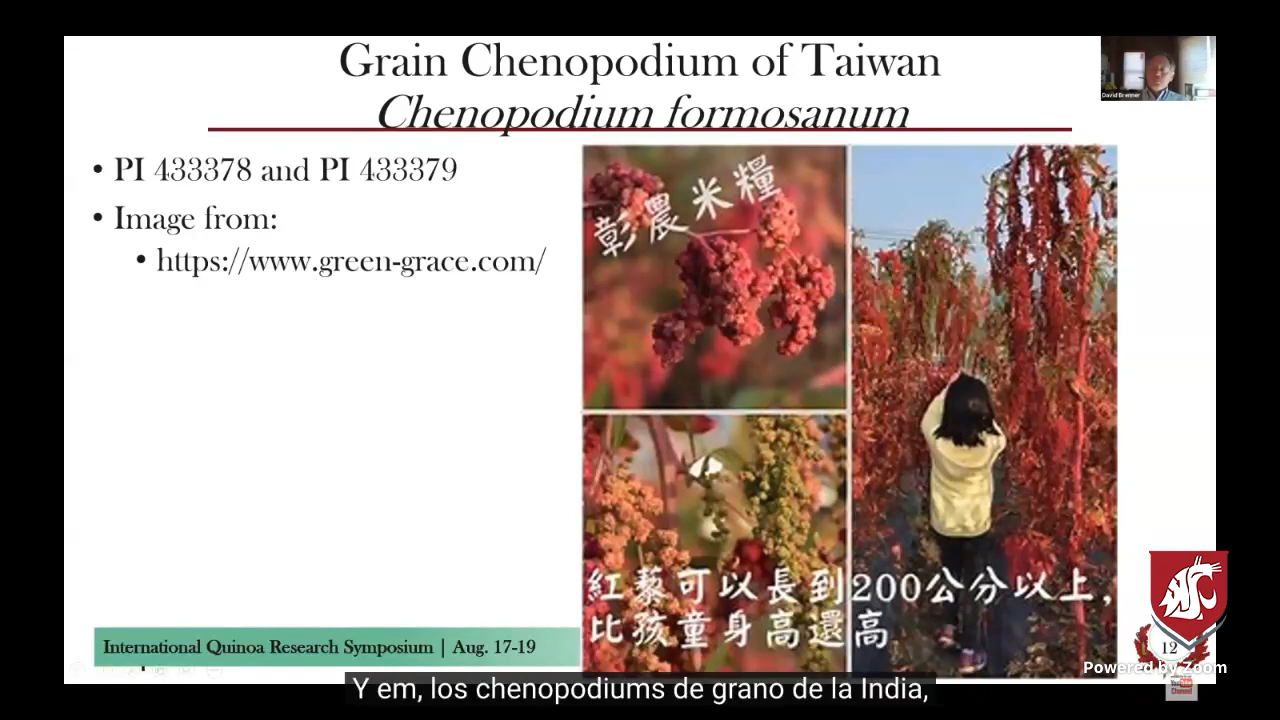 Grain Chenopodium of Taiwan
Chenopodium formosanum
David Brenner
• PI 433378 and PI 433379
• Image from:
• https://www.green-grace.com/
彰農米糧
紅藜可以長到200公分以上，
比孩童身高還高
International Quinoa Research Symposium | Aug. 17-19
12
Powered by Zoom
YouTube
Channel
Y em, los chenopodiums de grano de la India,